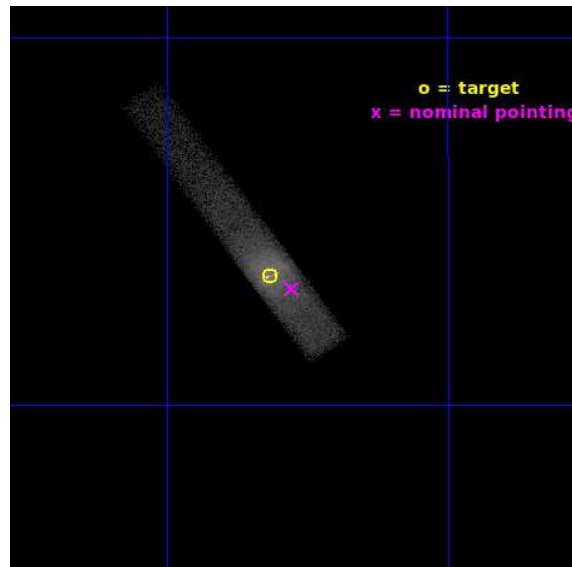 o = target
x = nominal pointing